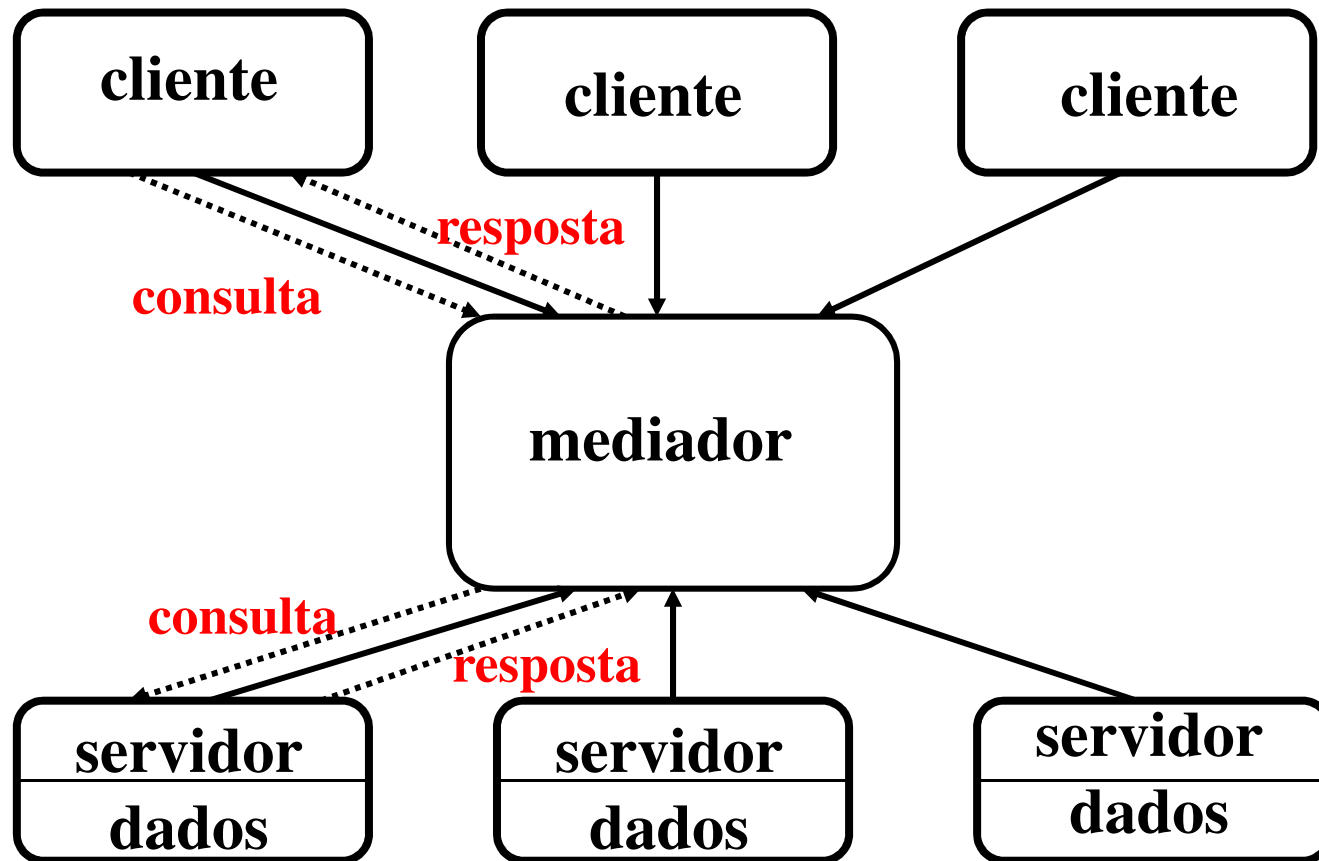 cliente
cliente
cliente
resposta
consulta
mediador
consulta
resposta
servidor
dados
servidor
dados
servidor
dados